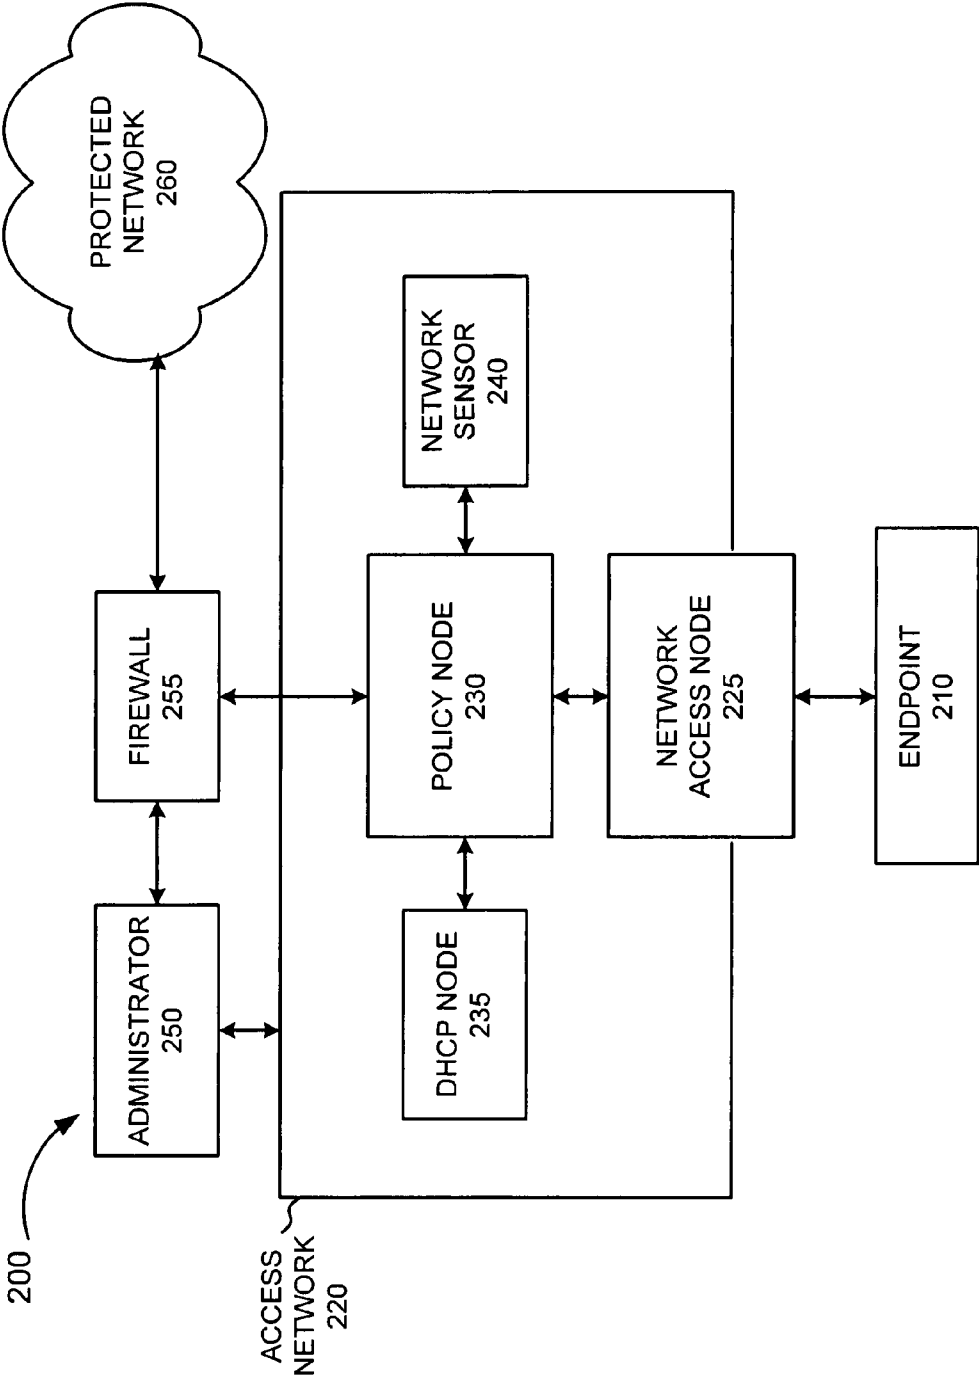 200
ADMINISTRATOR
250
FIREWALL
255
PROTECTED
NETWORK
260
ACCESS
NETWORK
220
DHCP NODE
235
POLICY NODE
230
NETWORK
SENSOR
240
NETWORK
ACCESS NODE
225
ENDPOINT
210